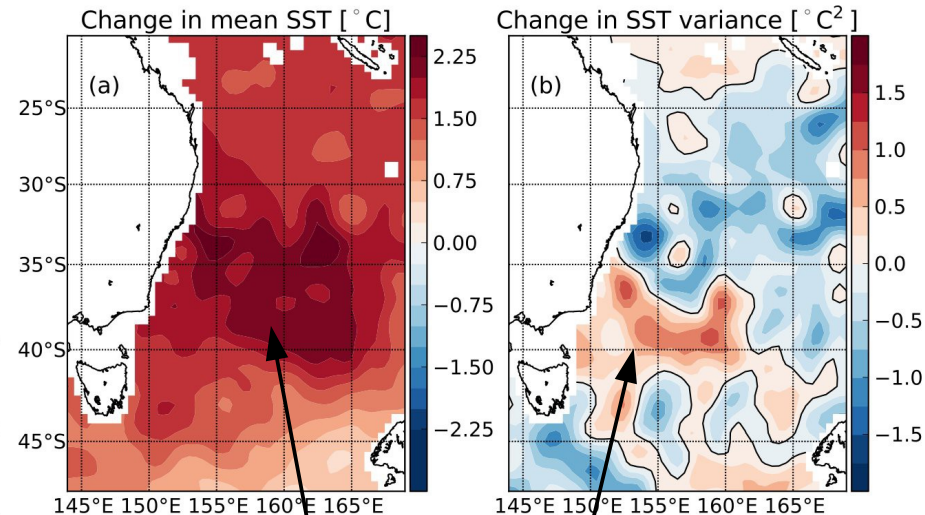 Change in mean SST [°C]
(a)
25°S
30°S
35°S
40°S
45°S
145°E 150°E 155°E 160°E 165°E
2.25
1.50
0.75
0.00
−0.75
−1.50
−2.25
Change in SST variance [°C²]
(b)
145°E 150°E 155°E 160°E 165°E
1.5
1.0
0.5
0.0
−0.5
−1.0
−1.5